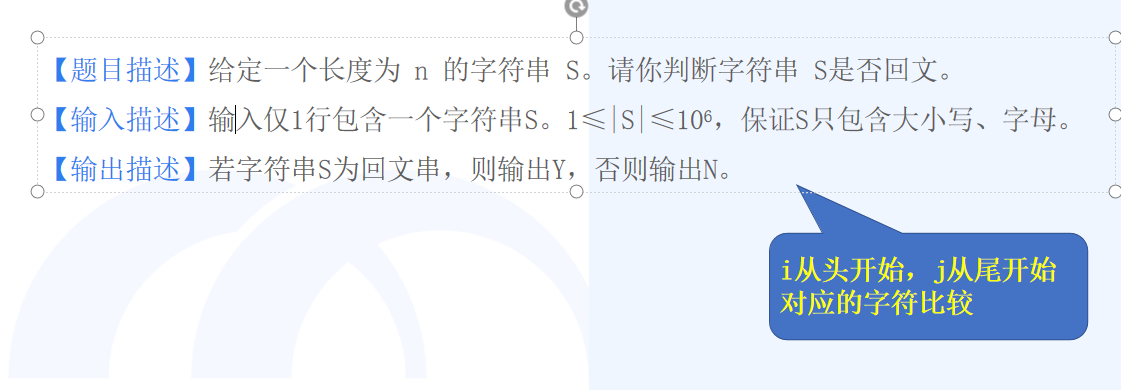 【题目描述】给定一个长度为 n 的字符串 S。请你判断字符串 S是否回文。
【输入描述】输入仅1行包含一个字符串S。1≤|S|≤10⁶，保证S只包含大小写、字母。
【输出描述】若字符串S为回文串，则输出Y，否则输出N。
i从头开始，j从尾开始
对应的字符比较